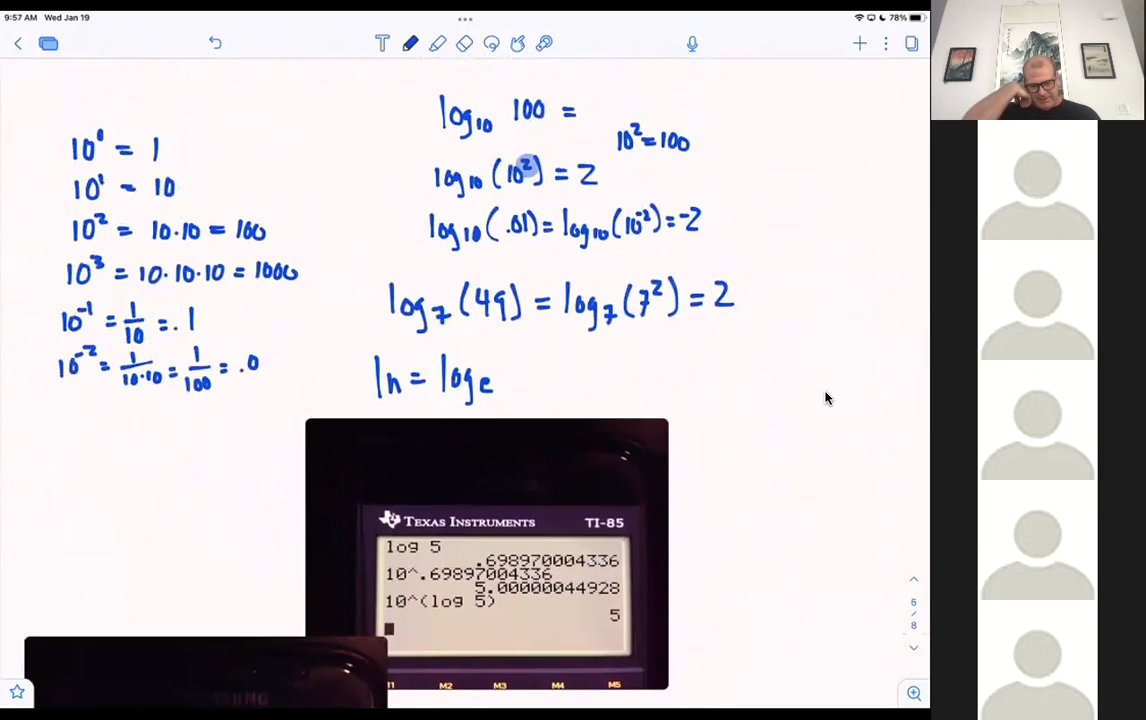 9:57 AM Wed Jan 19
78%
T
10¹ = 1
10¹ = 10
10² = 10·10 = 100
10³ = 10·10·10 = 1000
10⁻¹ = 1/10 = .1
10⁻² = 1/10·10 = 1/100 = .0
log₁₀ 100 =
10² = 100
log₁₀ (10²) = 2
log₁₀ (.01) = log₁₀ (10⁻²) = -2
log₇ (49) = log₇ (7²) = 2
ln = logₑ
TEXAS INSTRUMENTS TI-85
log 5
.698970004336
10^.698970004336
5.00000044928
10^(log 5)
5
M2 M3 M4 M5
6
/
8